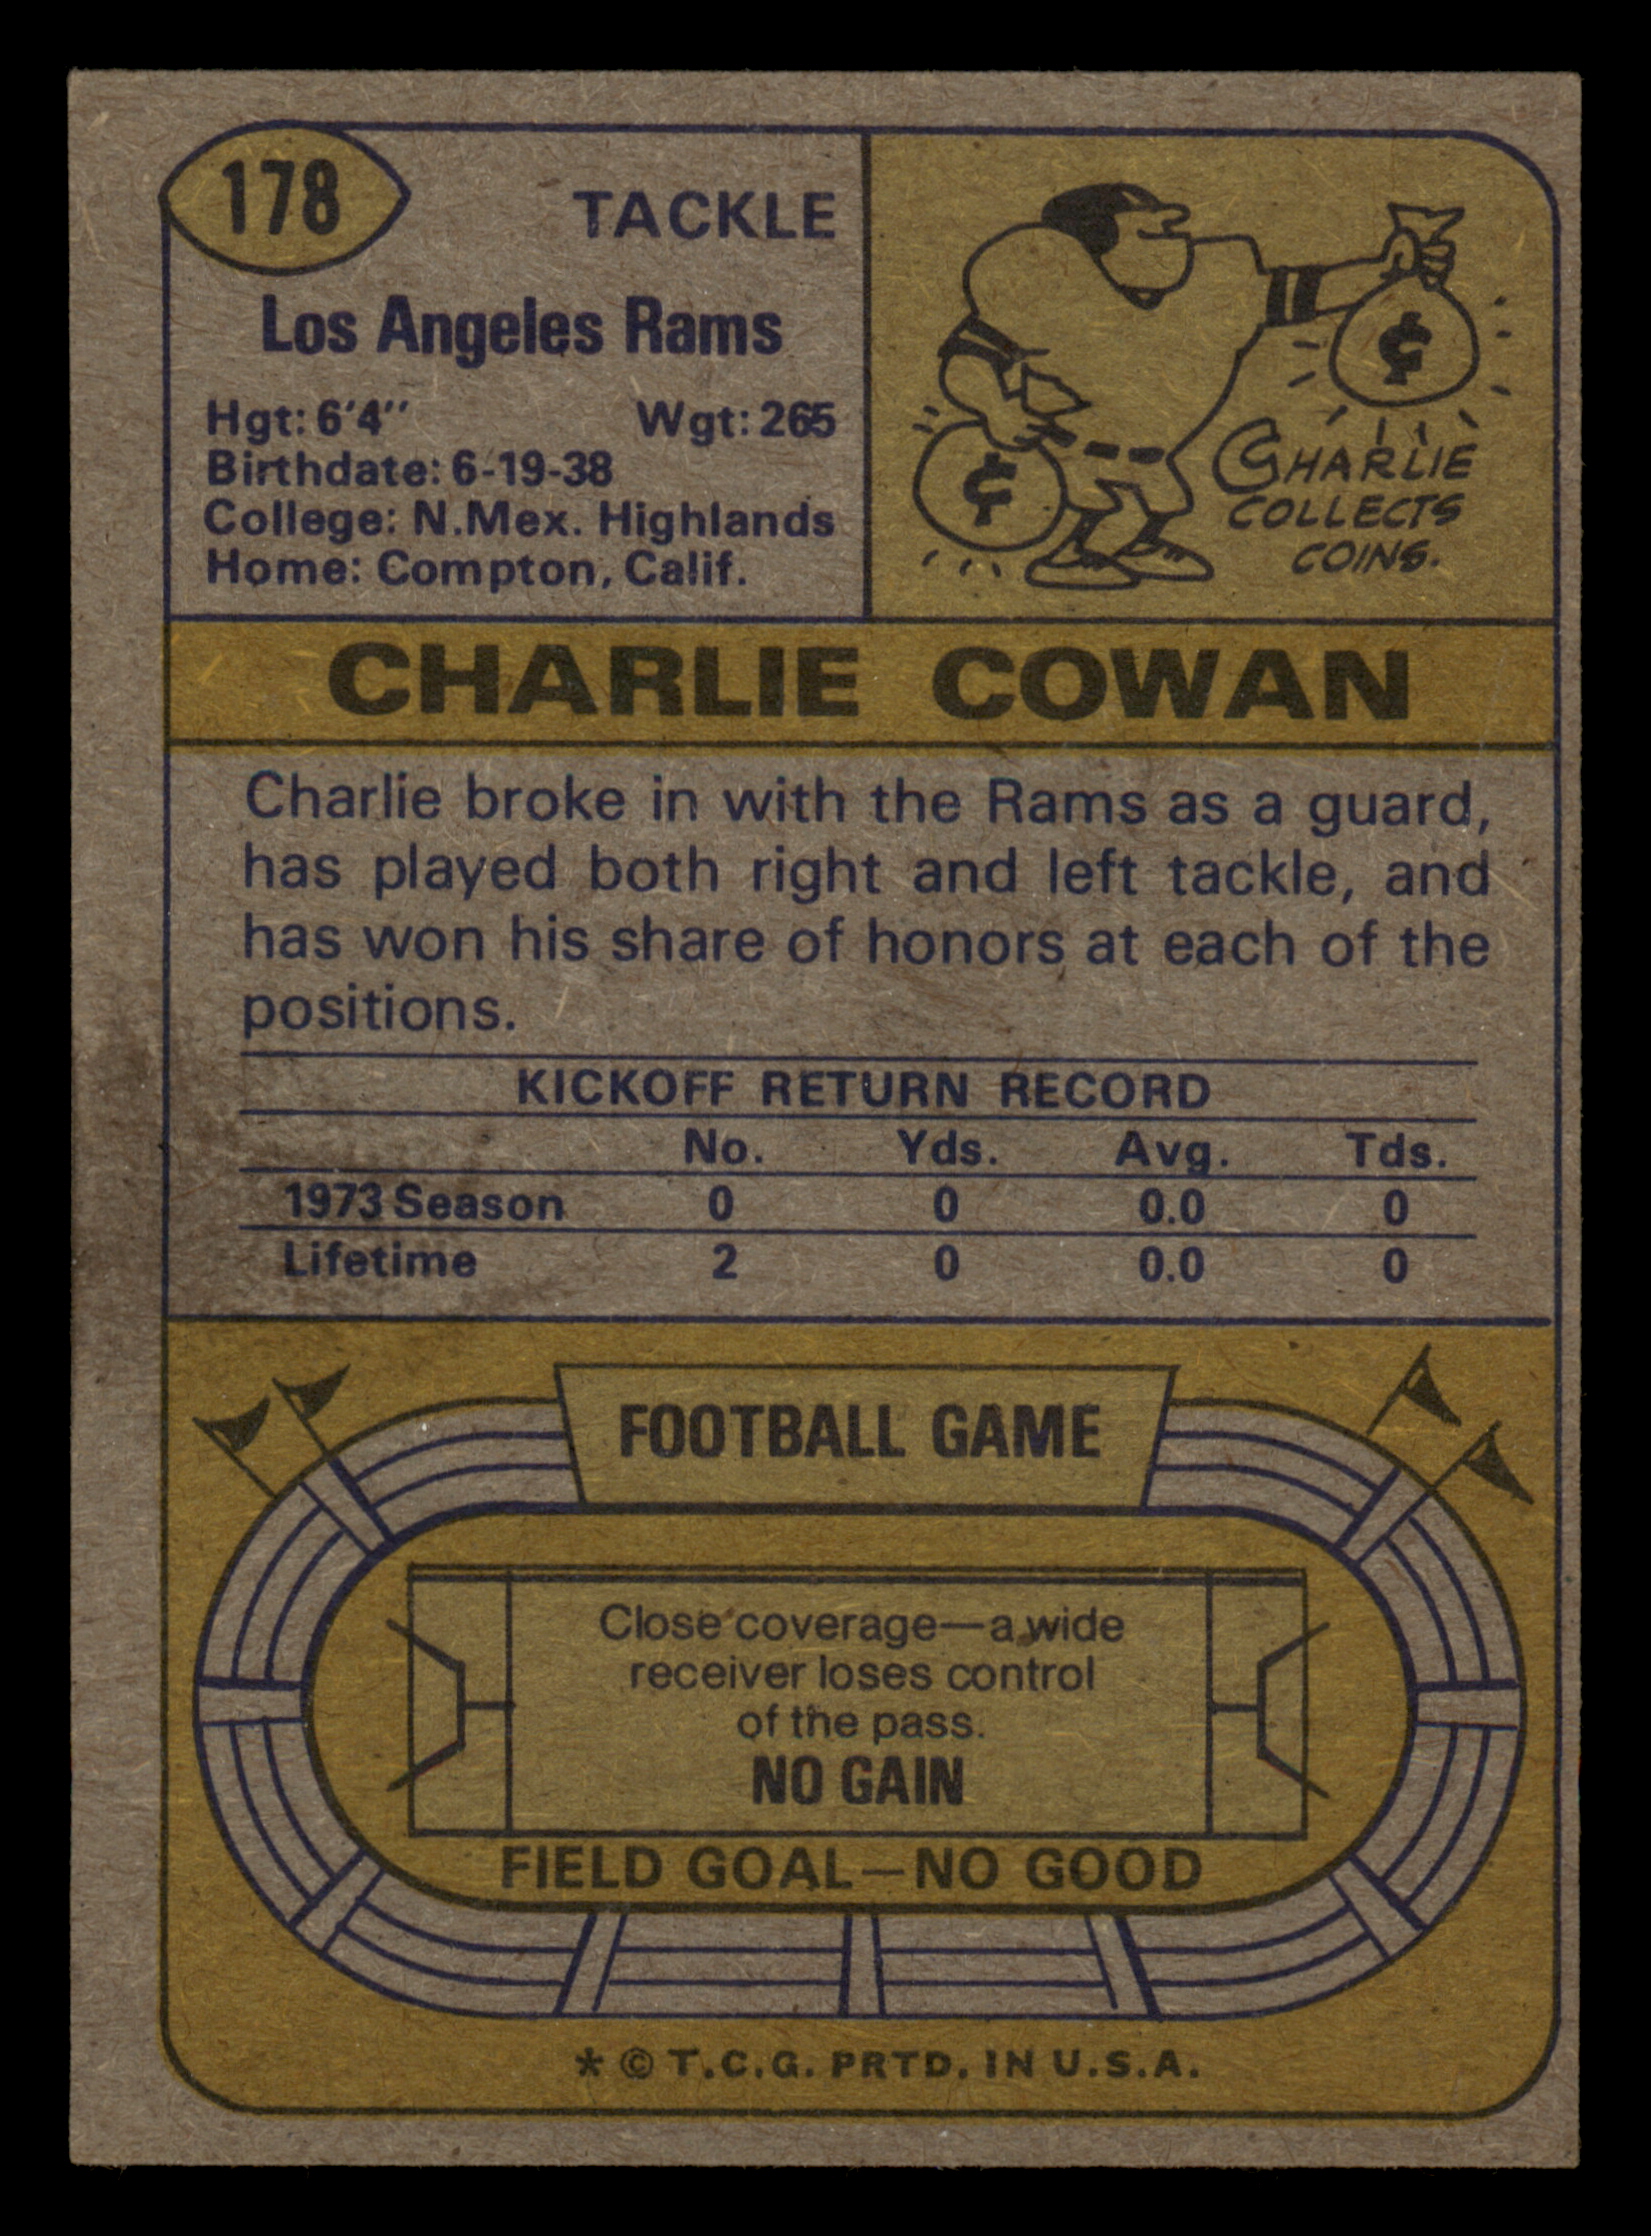 178
TACKLE
Los Angeles Rams
Hgt: 6'4" Wgt: 265
Birthdate: 6-19-38
College: N.Mex. Highlands
Home: Compton, Calif.
¢
¢
CHARLIE
COLLECTS
COINS.
CHARLIE COWAN
Charlie broke in with the Rams as a guard,
has played both right and left tackle, and
has won his share of honors at each of the
positions.
KICKOFF RETURN RECORD
No. Yds. Avg. Tds.
1973 Season 0 0 0.0 0
Lifetime 2 0 0.0 0
FOOTBALL GAME
Close coverage—a wide
receiver loses control
of the pass.
NO GAIN
FIELD GOAL—NO GOOD
* © T.C.G. PRTD. IN U.S.A.